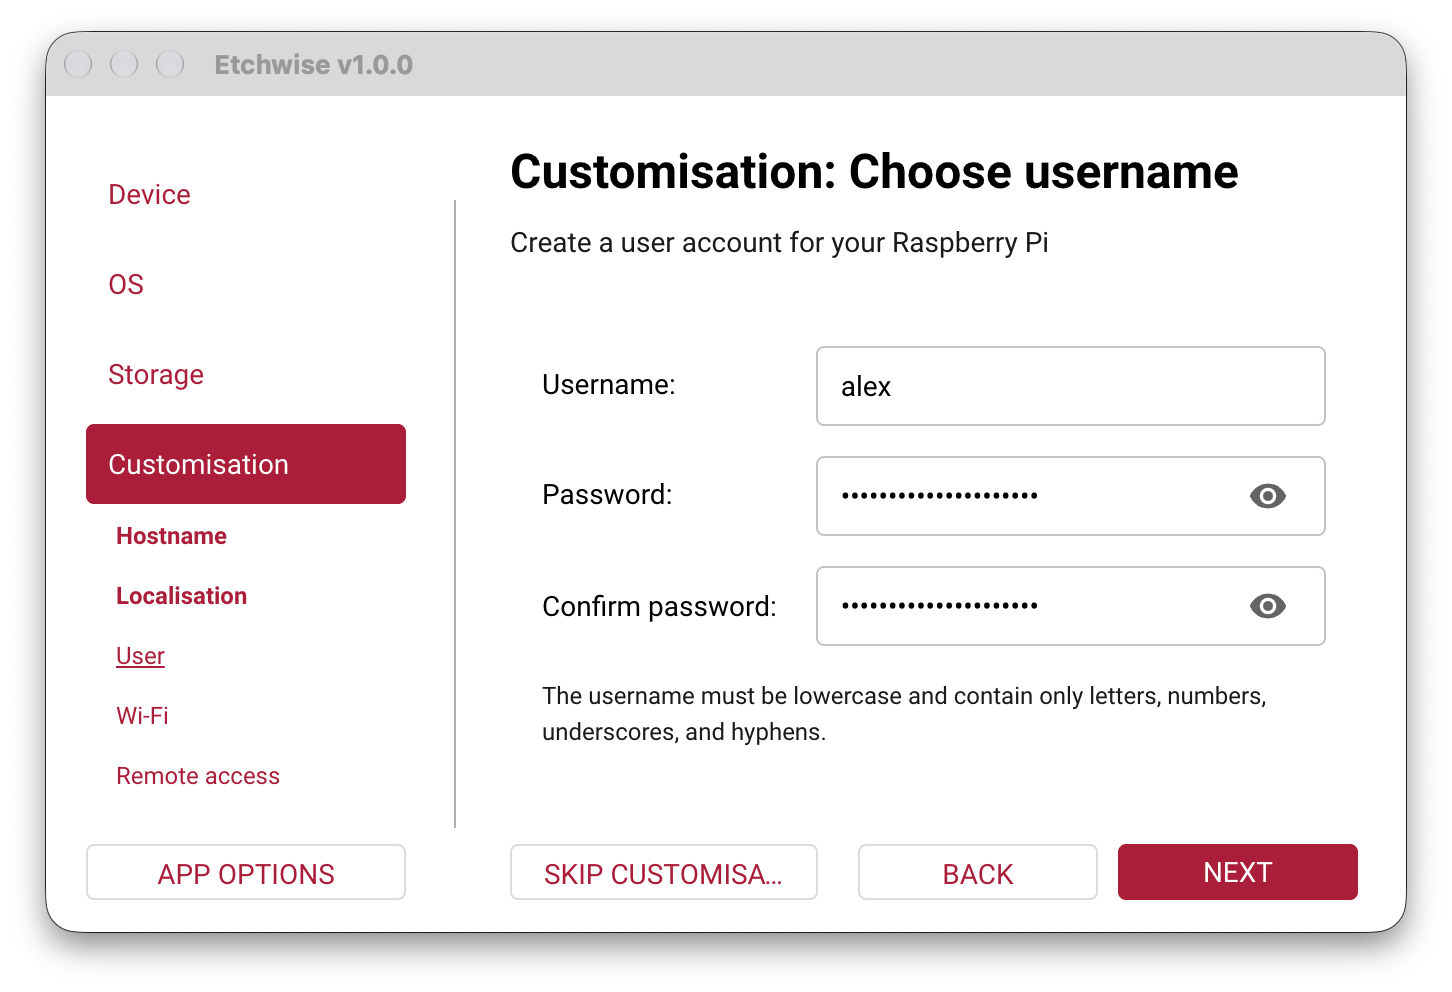 Etchwise v1.0.0
Device
OS
Storage
Customisation
Hostname
Localisation
User
Wi-Fi
Remote access
APP OPTIONS
Customisation: Choose username
Create a user account for your Raspberry Pi
Username:
alex
Password:
•••••••••••••••••••••
Confirm password:
•••••••••••••••••••••
The username must be lowercase and contain only letters, numbers,
underscores, and hyphens.
SKIP CUSTOMISA...
BACK
NEXT